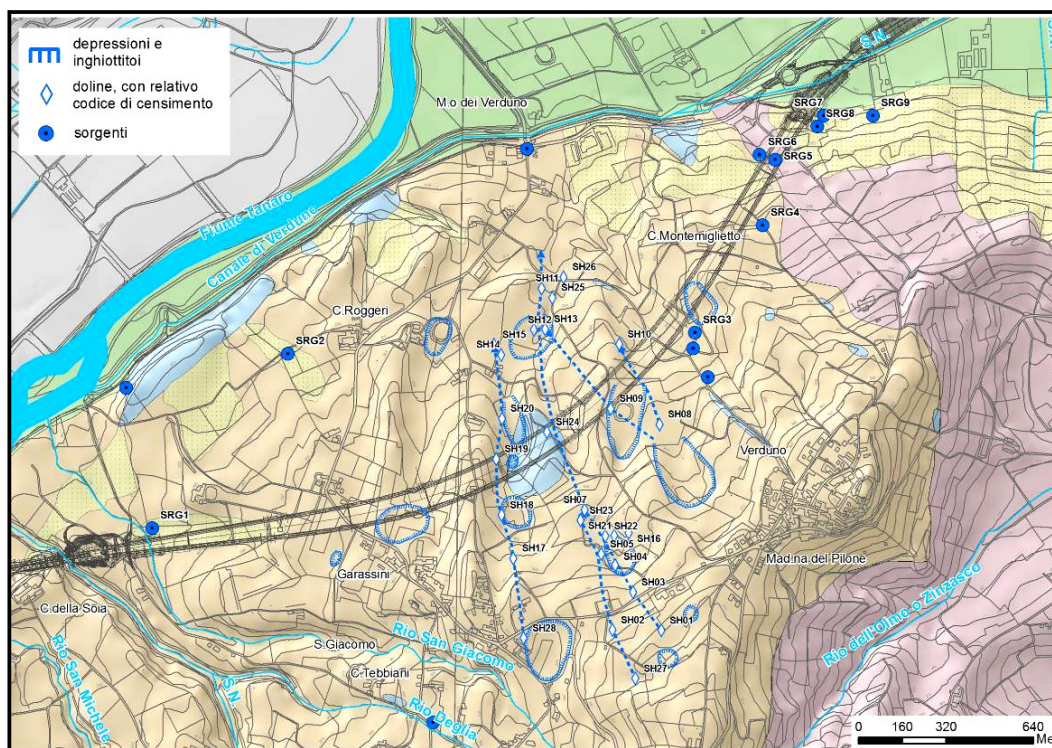 depressioni e
inghiottitoi
doline, con relativo
codice di censimento
sorgenti
S.N
M.o dei Verduno
SRG7
SRG8
SRG9
SRG6
SRG5
SRG4
Fiume Tanaro
Canale di Verduno
C.Montemiglietto
SH26
SH11
SH25
C.Roggeri
SH12
SH13
SH15
SH10
SRG3
SH14
SRG2
SH09
SH20
SH08
SH24
SH19
Verduno
SH07
SH18
SH23
SRG1
SH21
SH22
SH16
SH05
SH17
SH04
Mad.na del Pilone
Garassini
SH03
C.della Soia
SH02
SH01
SH28
Rio San Giacomo
S.Giacomo
Rio dell'Olmo o Zinzasco
SH27
C.Tebbiani
Rio San Michele
S.N
Rio Deglia
0 160 320 640
Me